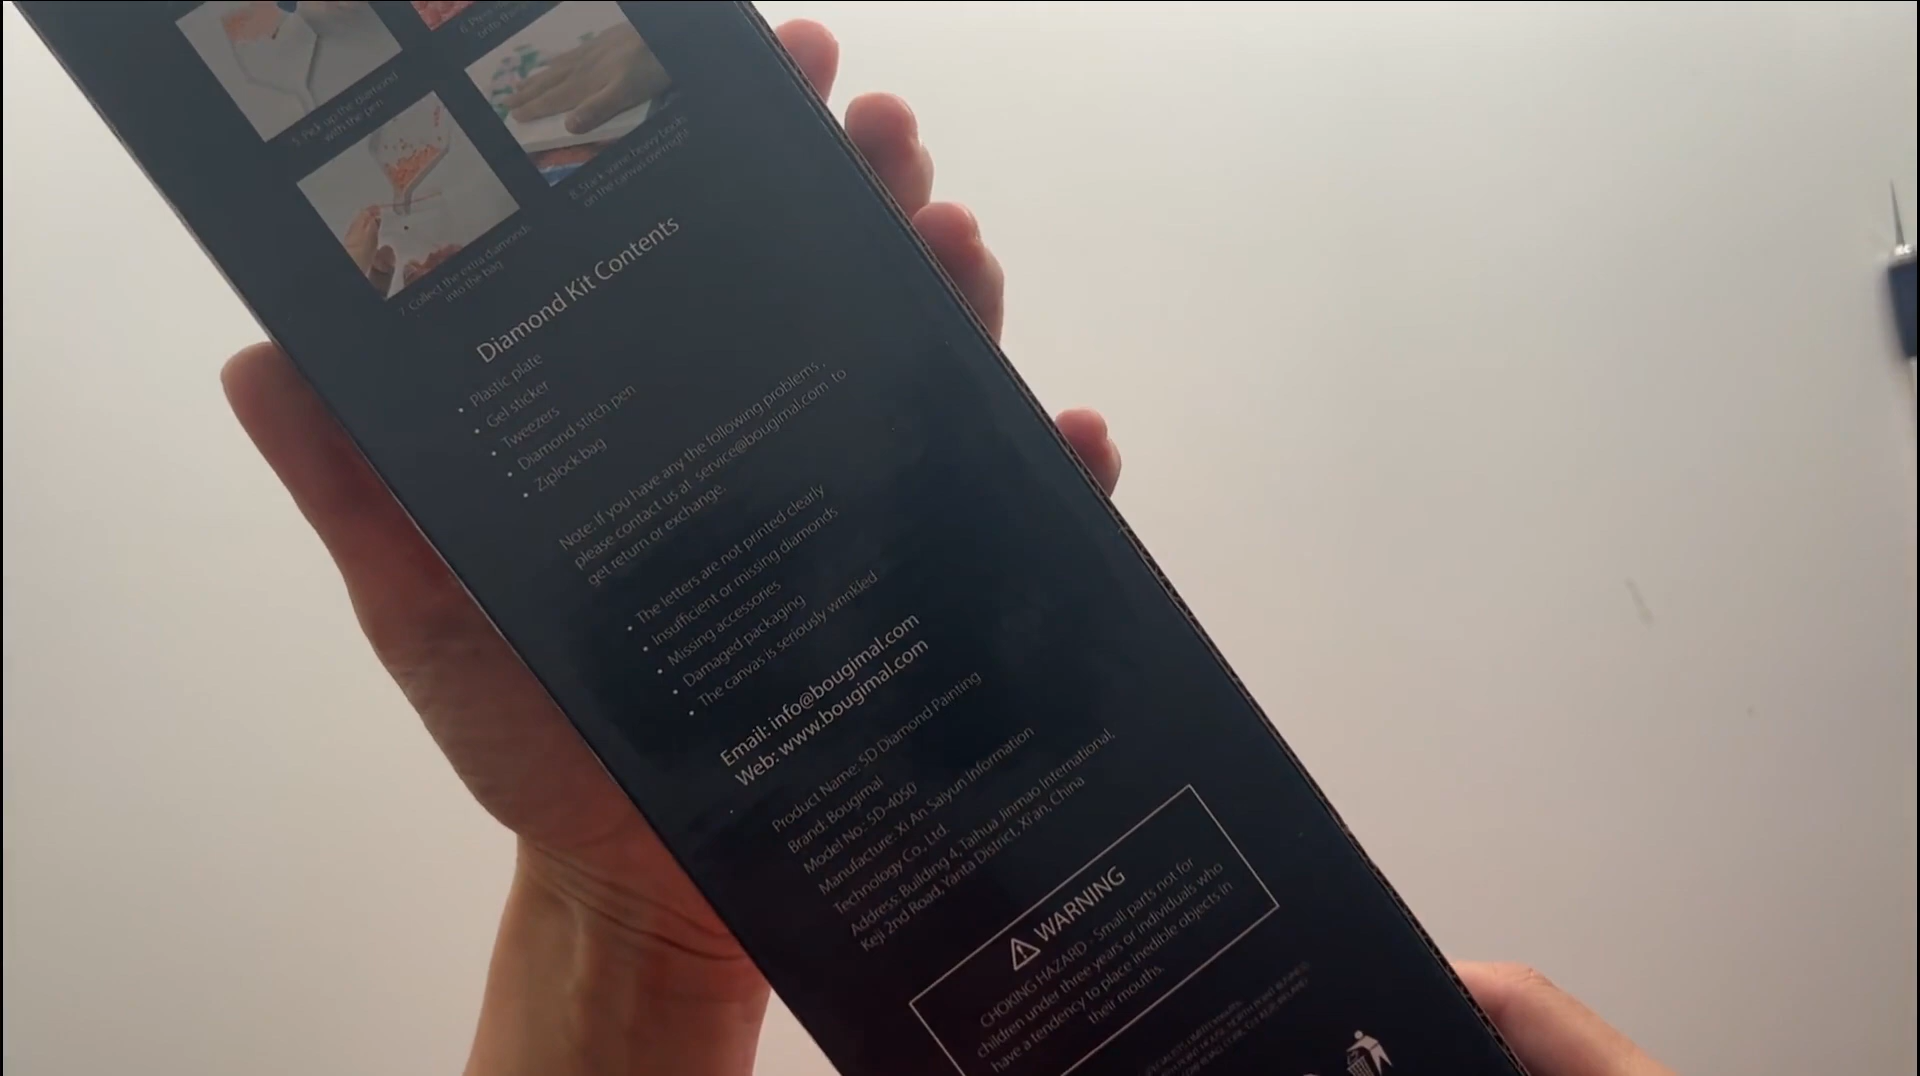 5. Pick up the diamond
with the pen
7. Collect the extra diamonds
into the bag
8. Stack some heavy books
on the canvas overnight
Diamond Kit Contents
• Plastic plate
• Gel sticker
• Tweezers
• Diamond stitch pen
• Ziplock bag
Note: If you have any the following problems ,
please contact us at service@bougimal.com to
get return or exchange.
• The letters are not printed clearly
• Insufficient or missing diamonds
• Missing accessories
• Damaged packaging
• The canvas is seriously wrinkled
Email: info@bougimal.com
Web: www.bougimal.com
Product Name: 5D Diamond Painting
Brand: Bougimal
Model No.: 5D-4050
Manufacture: Xi An Saiyun Information
Technology Co., Ltd.
Address: Building 4, Taihua Jinmao International,
Keji 2nd Road, Yanta District, Xi'an, China
WARNING
CHOKING HAZARD - Small parts not for
children under three years or individuals who
have a tendency to place inedible objects in
their mouths.